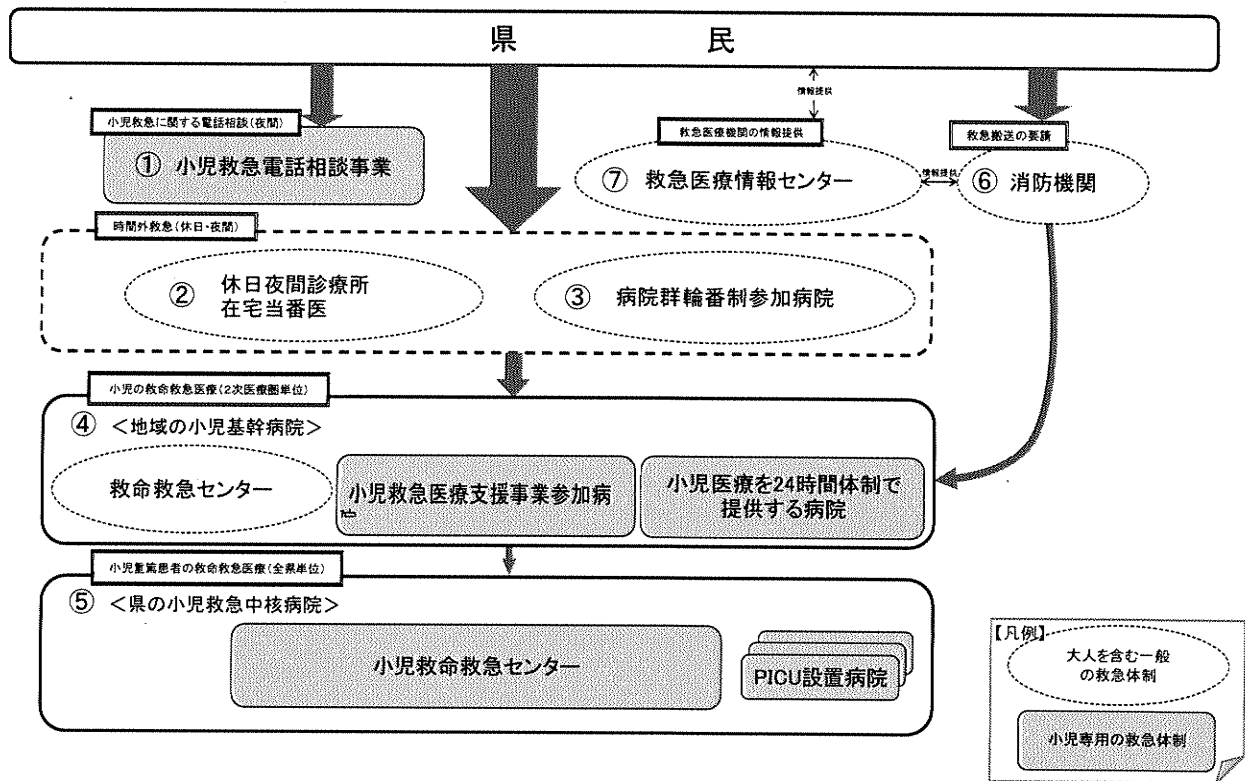 県 民
情報提供
小児救急に関する電話相談(夜間)
① 小児救急電話相談事業
救急医療機関の情報提供
⑦ 救急医療情報センター
情報提供
救急搬送の要請
⑥ 消防機関
時間外救急(休日・夜間)
② 休日夜間診療所
在宅当番医
③ 病院群輪番制参加病院
小児の救命救急医療(2次医療圏単位)
④ <地域の小児基幹病院>
救命救急センター
小児救急医療支援事業参加病
小児医療を24時間体制で
提供する病院
小児重篤患者の救命救急医療(全県単位)
⑤ <県の小児救急中核病院>
小児救命救急センター
PICU設置病院
【凡例】
大人を含む一般
の救急体制
小児専用の救急体制